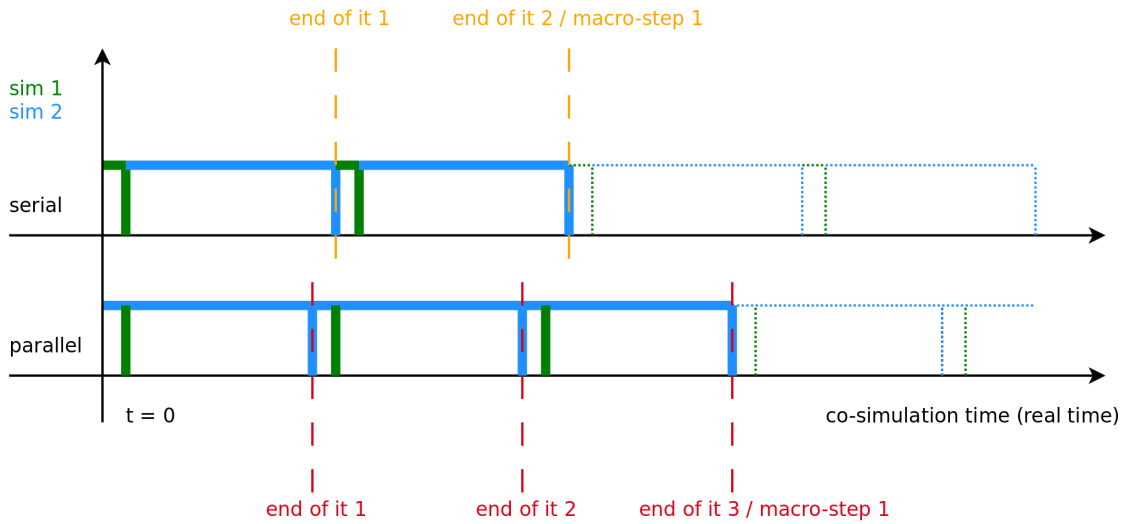 end of it 1
end of it 2 / macro-step 1
sim 1
sim 2
serial
parallel
t = 0
co-simulation time (real time)
end of it 1
end of it 2
end of it 3 / macro-step 1